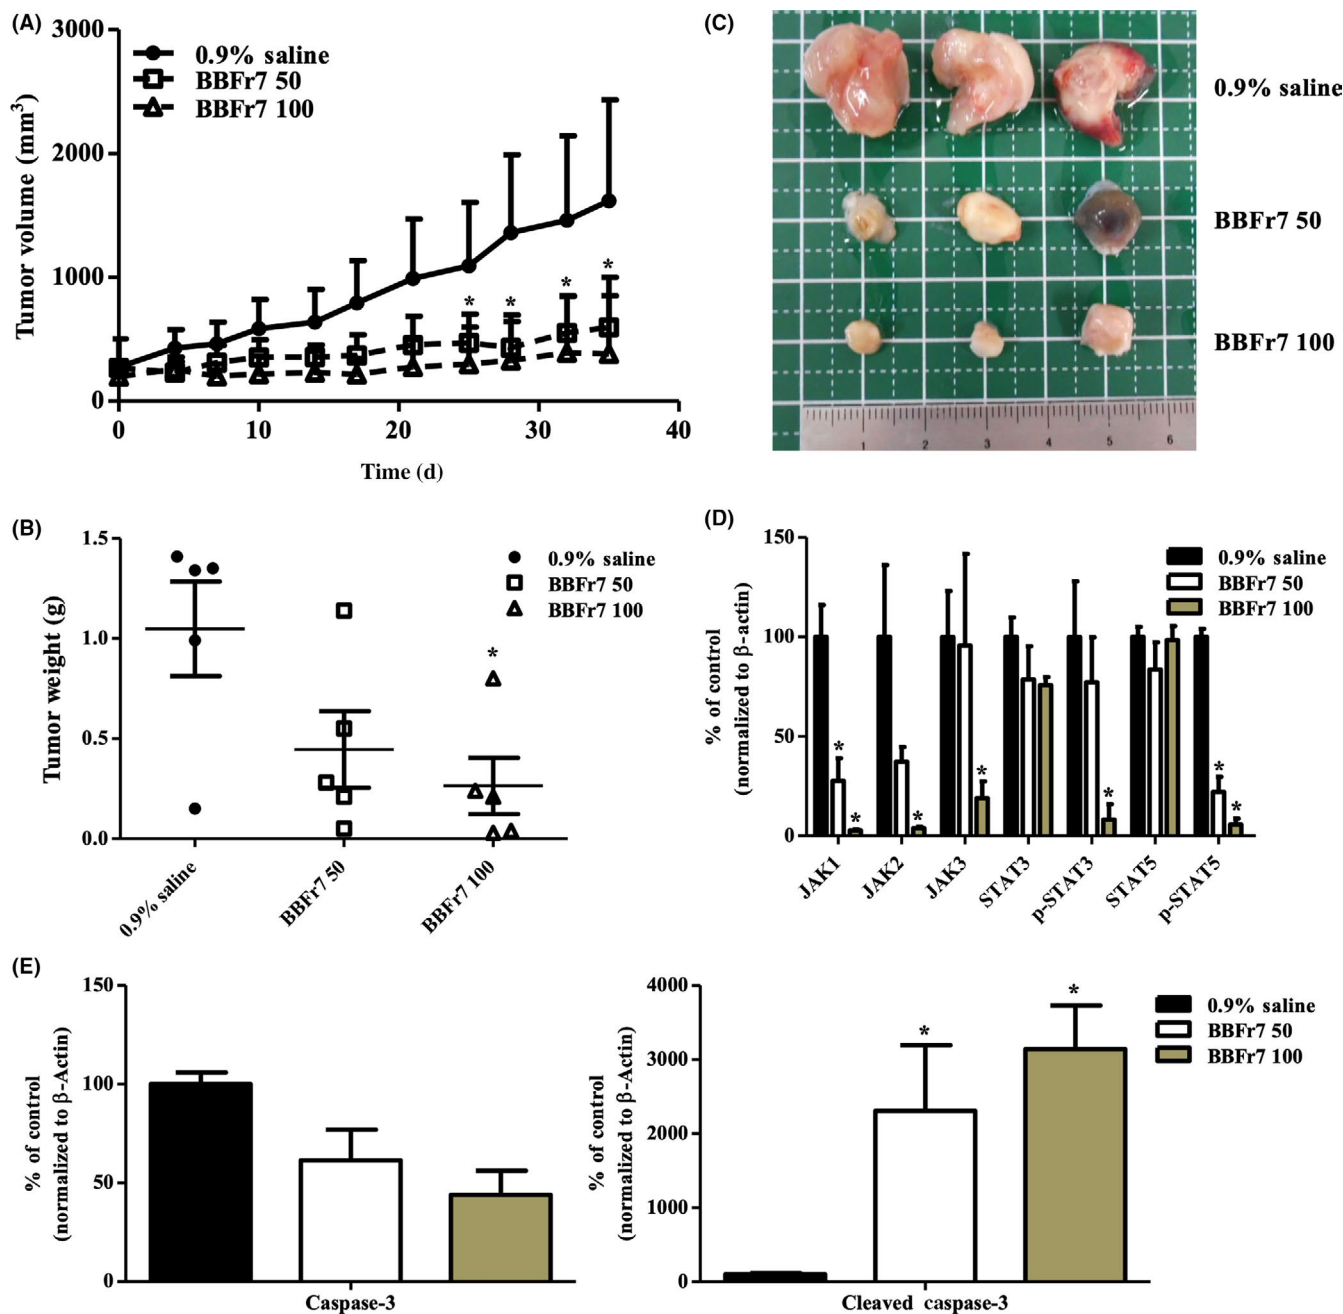 (A)
3000
2000
1000
0
Tumor volume (mm³)
0.9% saline
BBFr7 50
BBFr7 100
* * * *
0 10 20 30 40
Time (d)
(C)
0.9% saline
BBFr7 50
BBFr7 100
1 2 3 4 5 6
(B)
1.5
1.0
0.5
0.0
Tumor weight (g)
0.9% saline
BBFr7 50
BBFr7 100
*
0.9% saline
BBFr7 50
BBFr7 100
(D)
150
100
50
0
% of control
(normalized to β-actin)
0.9% saline
BBFr7 50
BBFr7 100
* * * * * * *
JAK1
JAK2
JAK3
STAT3
p-STAT3
STAT5
p-STAT5
(E)
150
100
50
0
% of control
(normalized to β-Actin)
Caspase-3
4000
3000
2000
1000
0
% of control
(normalized to β-Actin)
* *
Cleaved caspase-3
0.9% saline
BBFr7 50
BBFr7 100